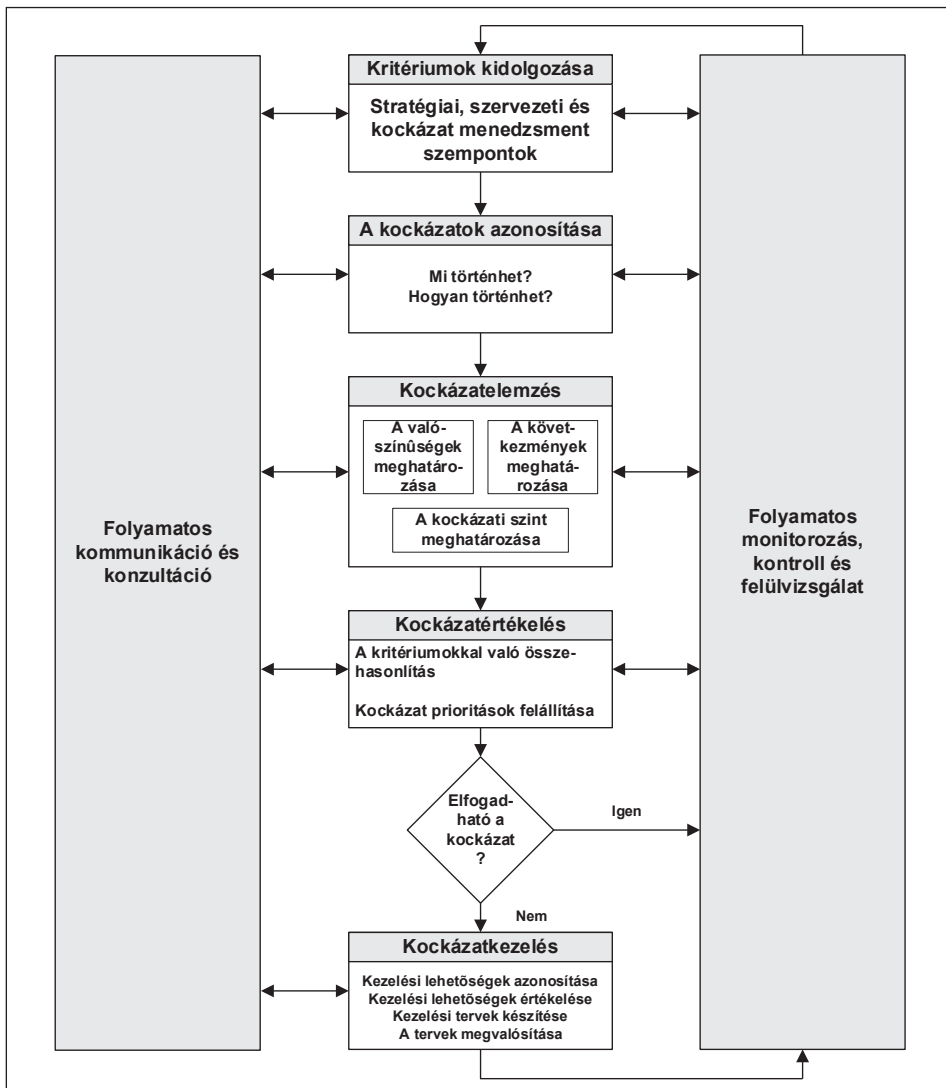 Kritériumok kidolgozása
Stratégiai, szervezeti és
kockázat menedzsment
szempontok
A kockázatok azonosítása
Mi történhet?
Hogyan történhet?
Kockázatelemzés
A való-
színûségek
meghatáro-
zása
A követ-
kezmények
meghatá-
rozása
A kockázati szint
meghatározása
Folyamatos
kommunikáció és
konzultáció
Folyamatos
monitorozás,
kontroll és
felülvizsgálat
Kockázatértékelés
A kritériumokkal való össze-
hasonlítás
Kockázat prioritások felállítása
Elfogad-
ható a
kockázat
?
Igen
Nem
Kockázatkezelés
Kezelési lehetõségek azonosítása
Kezelési lehetõségek értékelése
Kezelési tervek készítése
A tervek megvalósítása